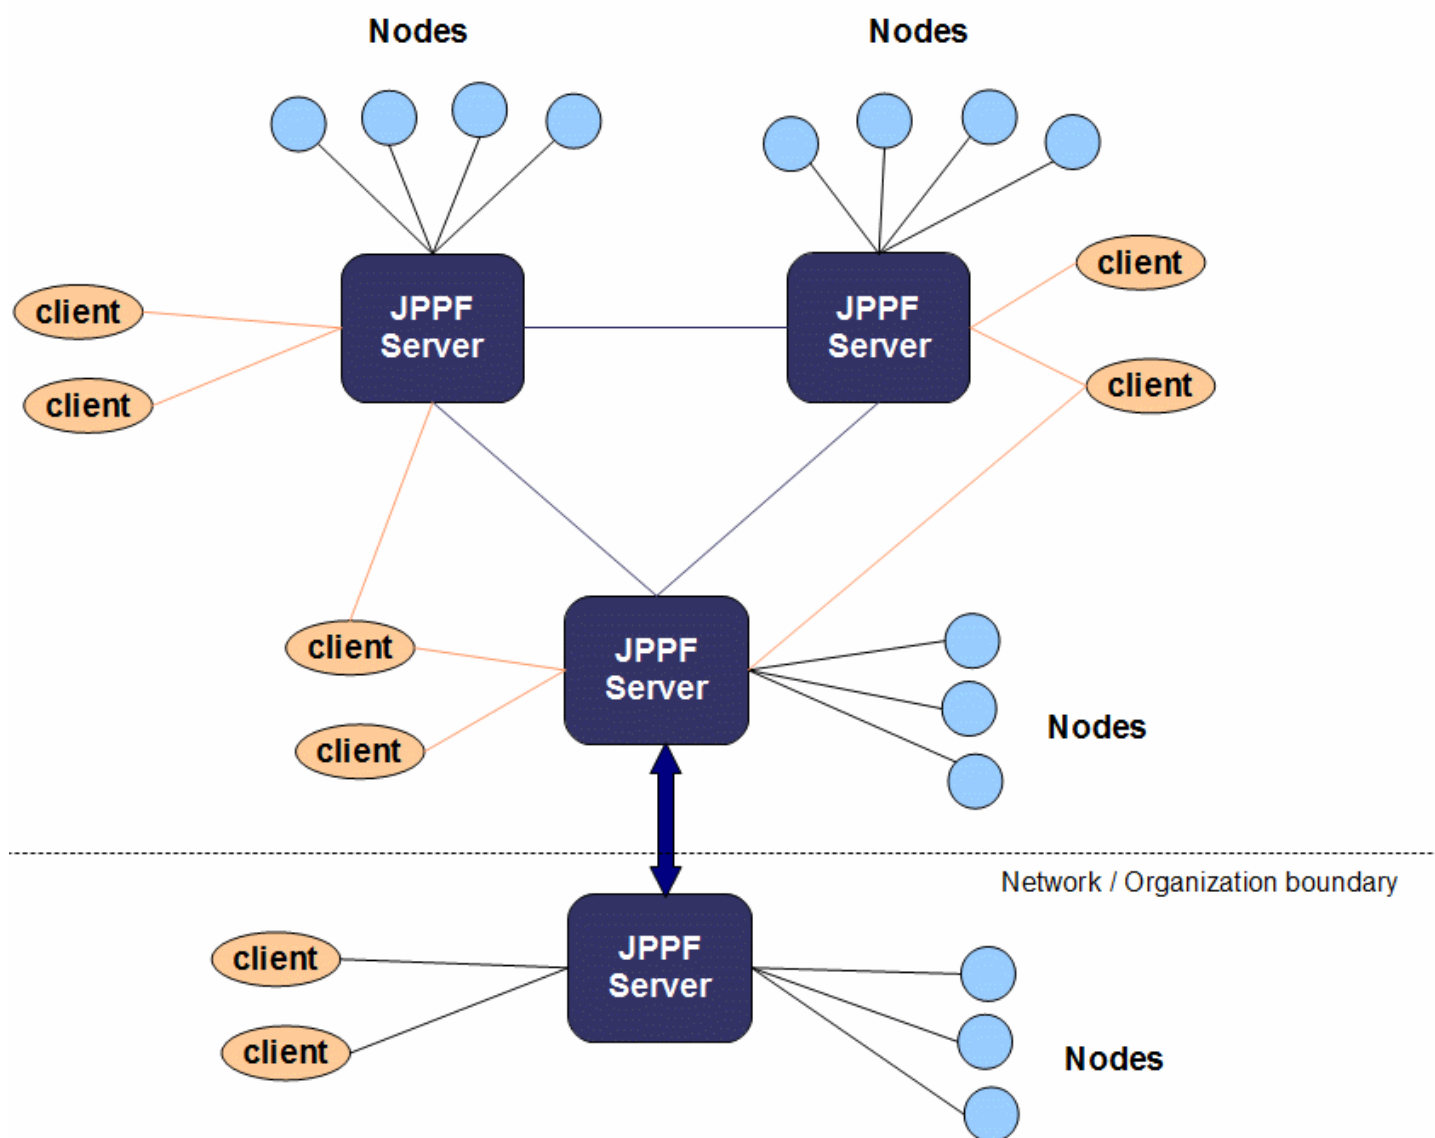 Nodes
Nodes
client
JPPF
Server
JPPF
Server
client
client
client
client
JPPF
Server
client
Nodes
Network / Organization boundary
client
JPPF
Server
client
Nodes